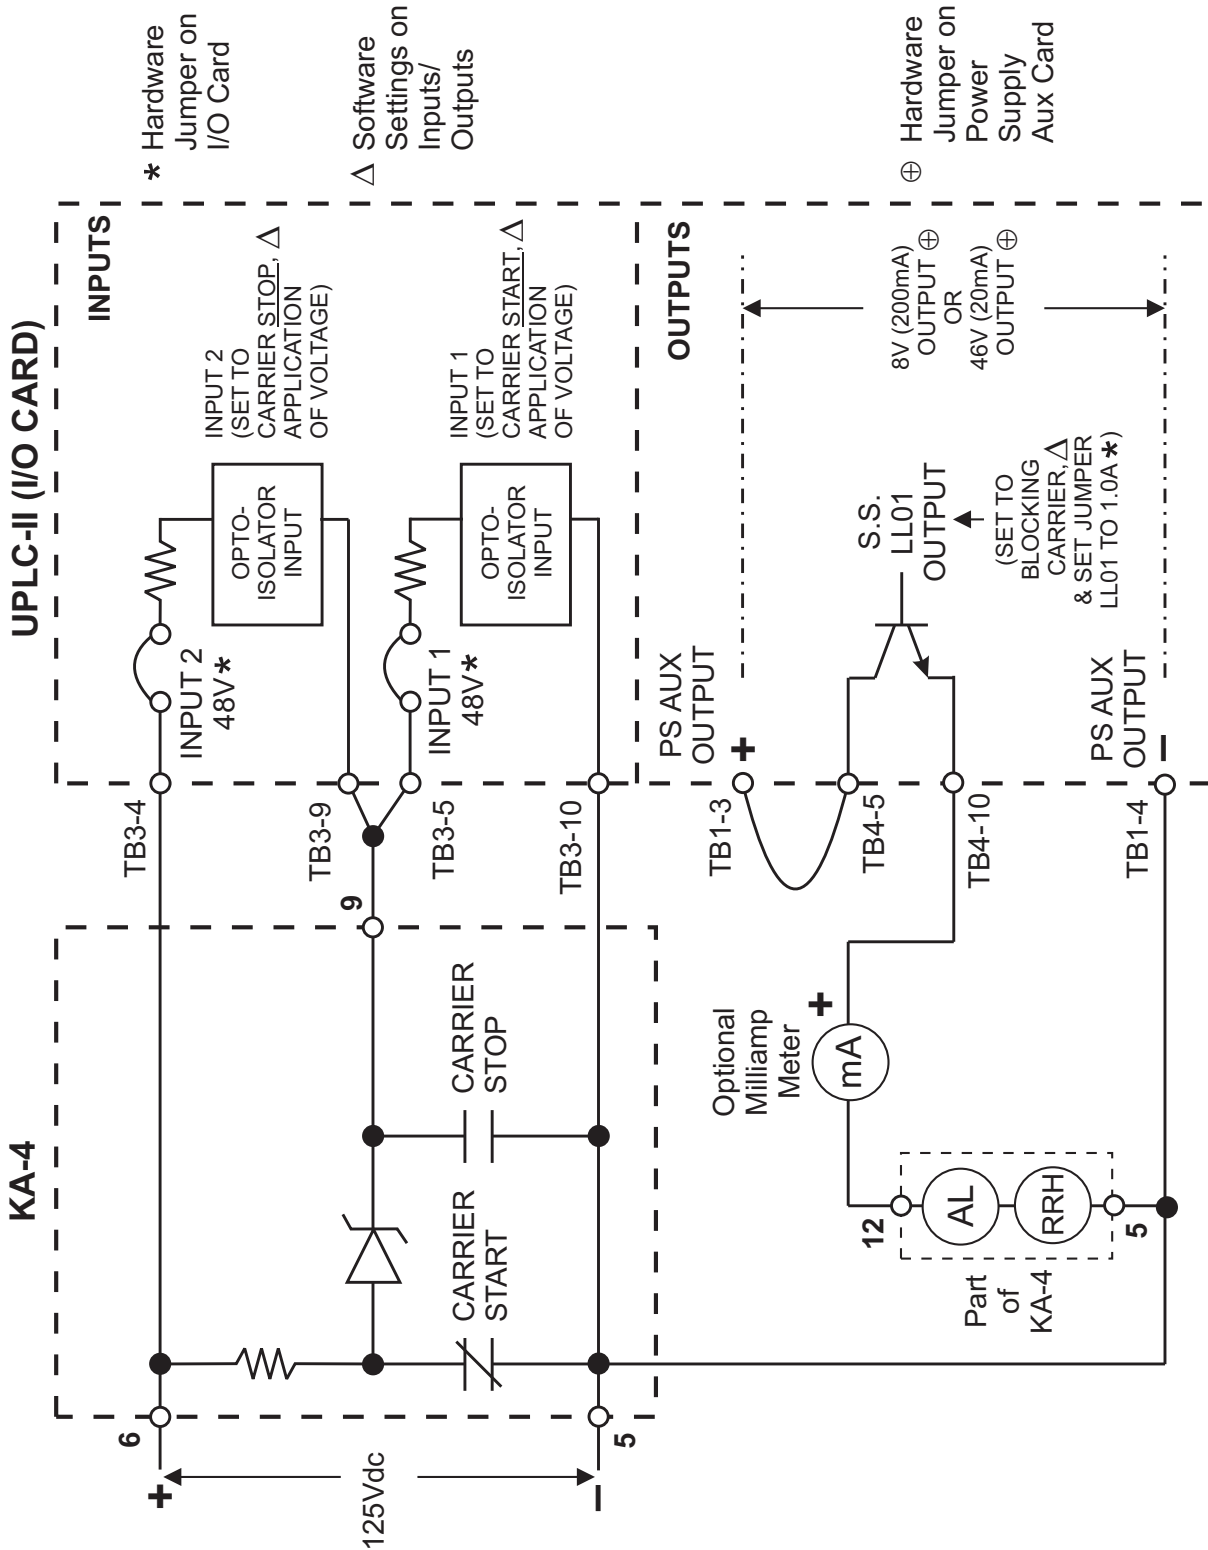 UPLC-II (I/O CARD)
KA-4
INPUTS
* Hardware
Jumper on
I/O Card
△ Software
Settings on
Inputs/
Outputs
⊕ Hardware
Jumper on
Power
Supply
Aux Card
+
6
125Vdc
5
−
CARRIER
START
CARRIER
STOP
9
TB3-4
TB3-9
TB3-5
TB3-10
INPUT 2
48V*
OPTO-
ISOLATOR
INPUT
INPUT 2
(SET TO
CARRIER STOP, △
APPLICATION
OF VOLTAGE)
INPUT 1
48V*
OPTO-
ISOLATOR
INPUT
INPUT 1
(SET TO
CARRIER START, △
APPLICATION
OF VOLTAGE)
OUTPUTS
PS AUX
OUTPUT
+
TB1-3
TB4-5
TB4-10
TB1-4
PS AUX
OUTPUT
−
S.S.
LL01
OUTPUT
(SET TO
BLOCKING
CARRIER, △
& SET JUMPER
LL01 TO 1.0A *)
8V (200mA)
OUTPUT ⊕
OR
46V (20mA)
OUTPUT ⊕
Optional
Milliamp
Meter
+
mA
12
AL
RRH
5
Part
of
KA-4